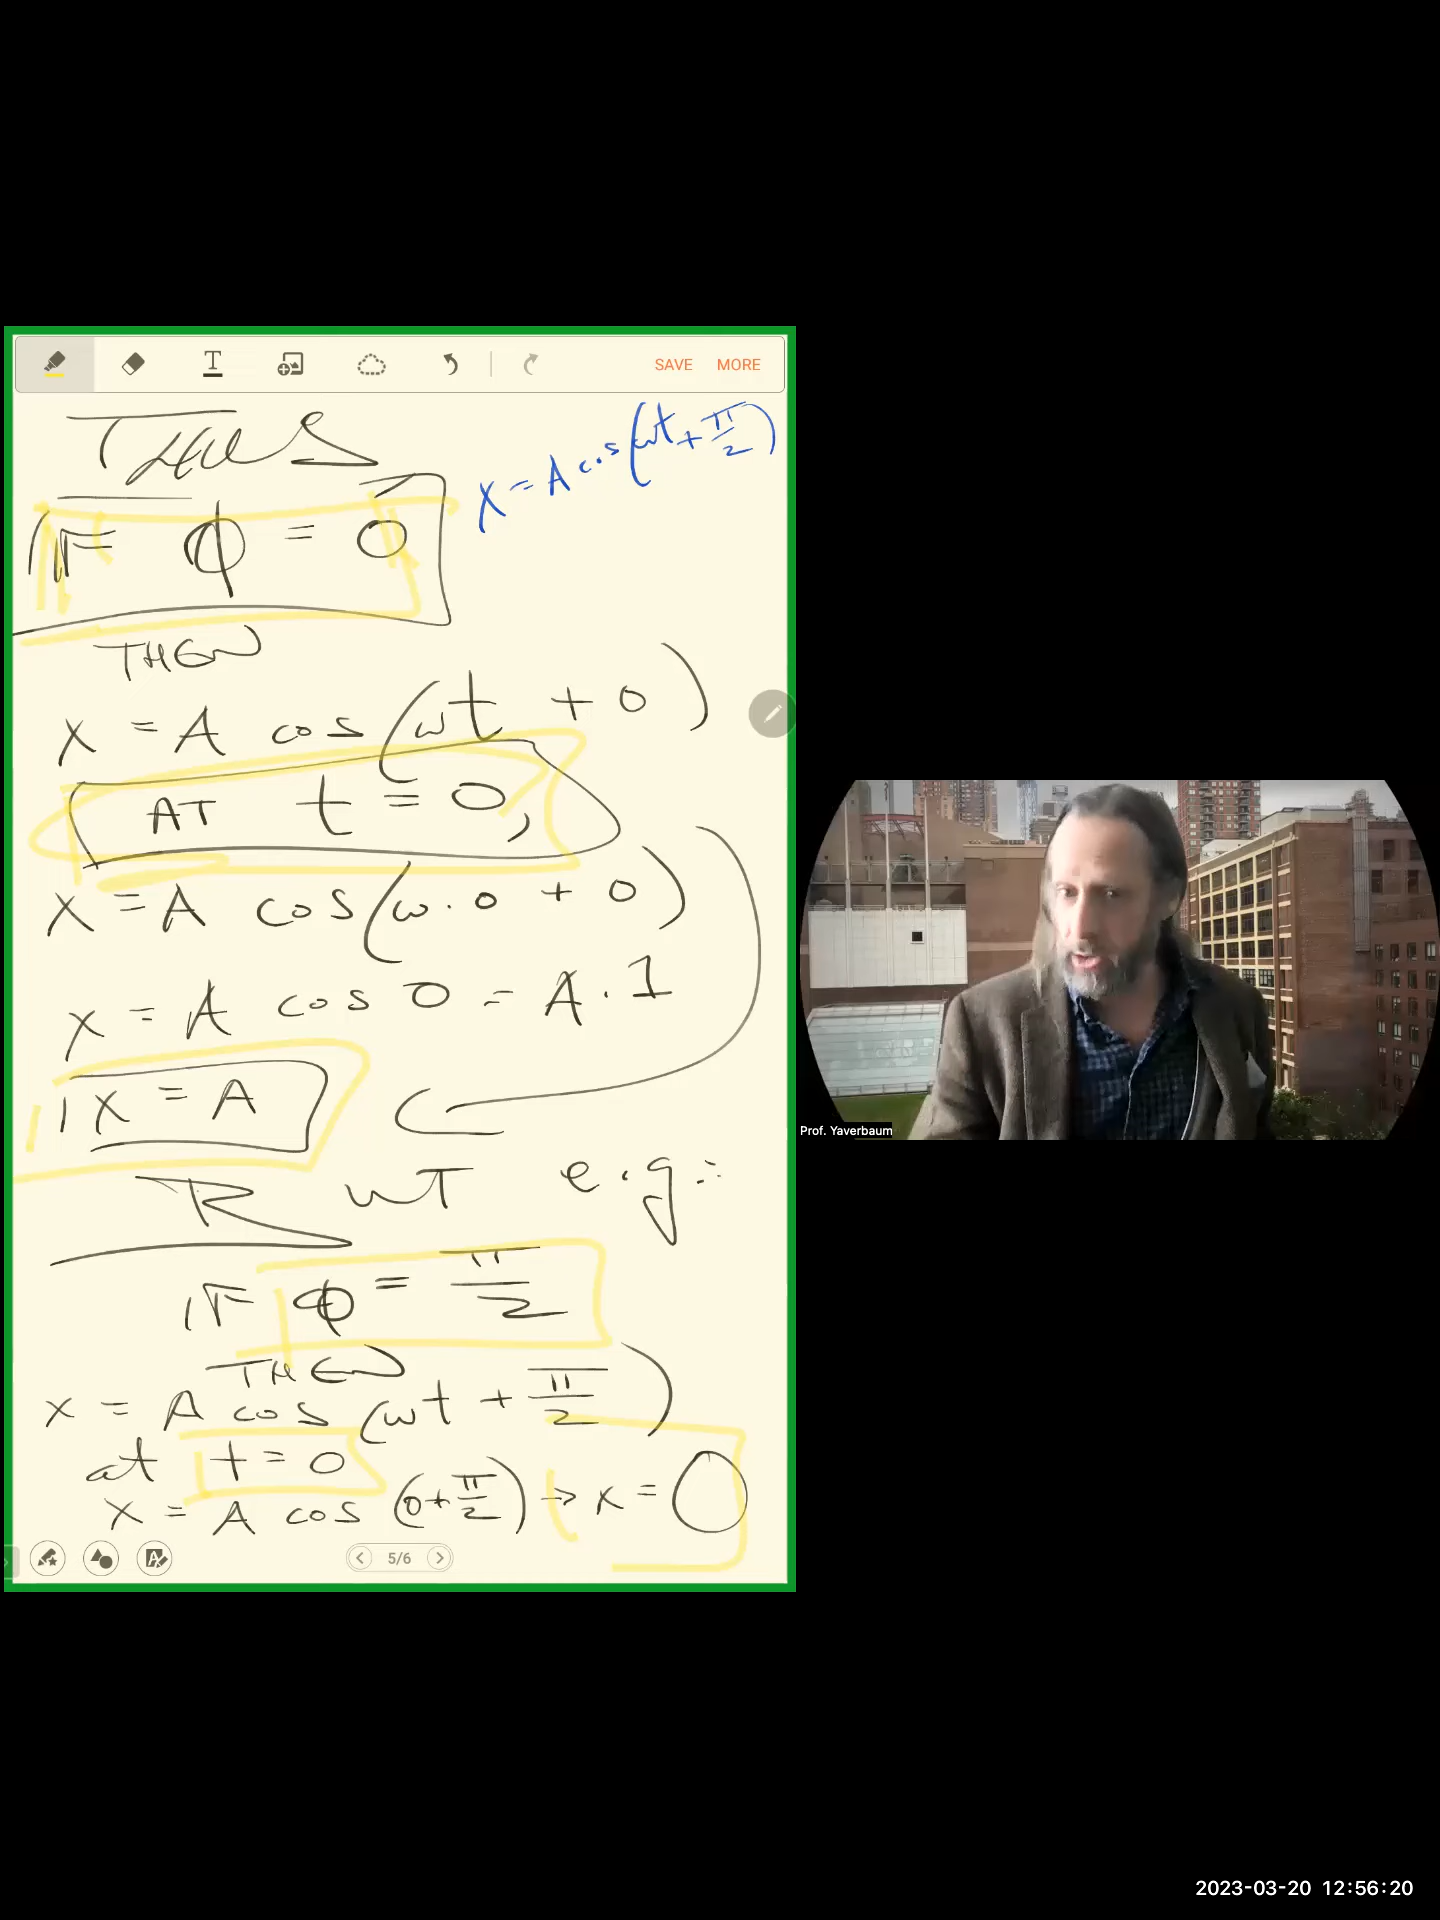 SAVE MORE
THUS
x = A cos(ωt + π/2)
IF ϕ = 0
THEN
x = A cos(ωt + 0)
AT t = 0,
x = A cos(ω · 0 + 0)
x = A cos 0 = A · 1
x = A
BUT e.g.:
IF ϕ = π/2
THEN
x = A cos(ωt + π/2)
at t = 0
x = A cos(0 + π/2) → x = 0
5/6
Prof. Yaverbaum
2023-03-20 12:56:20